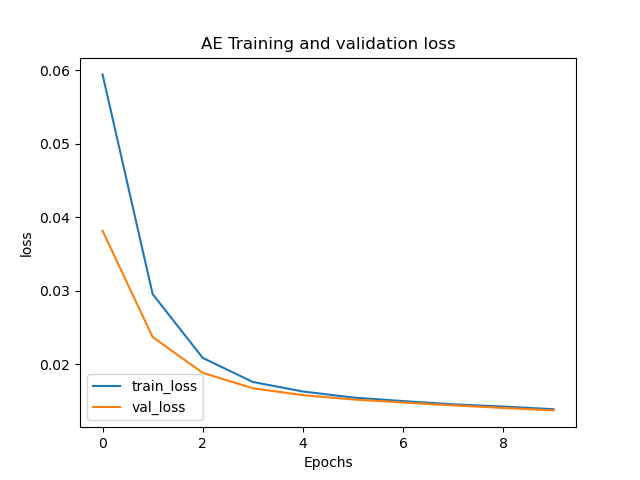 AE Training and validation loss
0.06
0.05
0.04
0.03
0.02
loss
train_loss
val_loss
0 2 4 6 8
Epochs